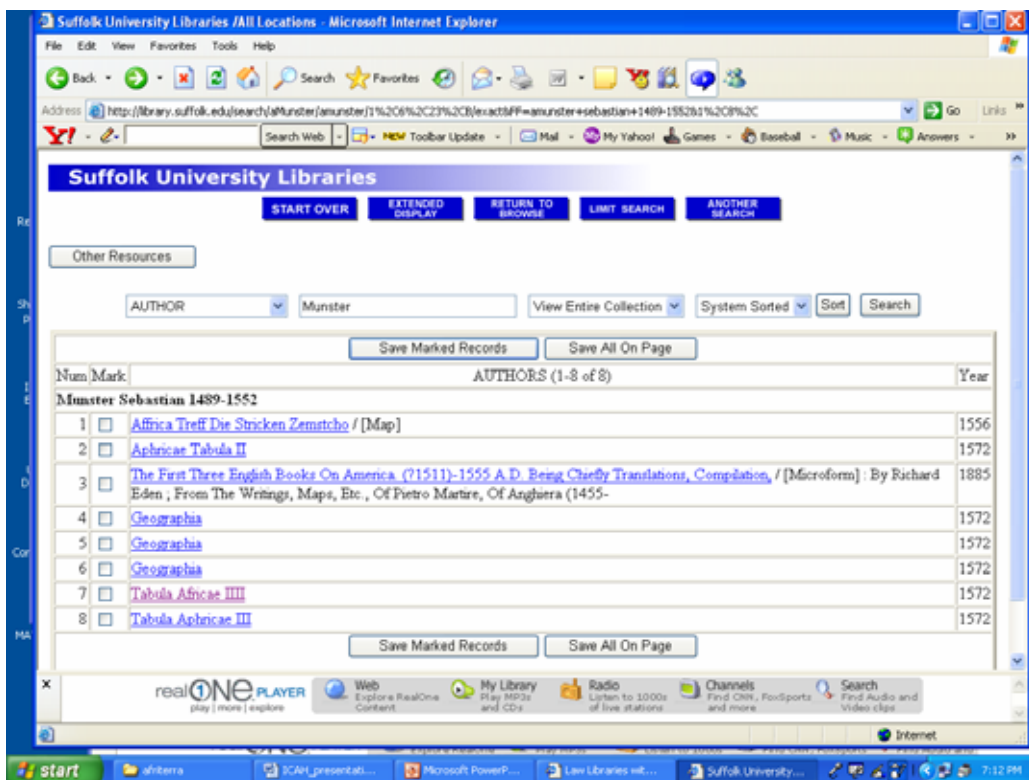 Suffolk University Libraries /All Locations - Microsoft Internet Explorer
File Edit View Favorites Tools Help
Back Search Favorites
Address http://library.suffolk.edu/search/aMunster/amunster/1%2C6%2C23%2CB/exact&FF=amunster+sebastian+1489-1552&1%2C8%2C Go Links »
Y! Search Web NEW Toolbar Update Mail My Yahoo! Games Baseball Music Answers »
Suffolk University Libraries
START OVER EXTENDED DISPLAY RETURN TO BROWSE LIMIT SEARCH ANOTHER SEARCH
Other Resources
AUTHOR Munster View Entire Collection System Sorted Sort Search
Save Marked Records Save All On Page
Num Mark AUTHORS (1-8 of 8) Year
Munster Sebastian 1489-1552
1 Affrica Treff Die Stricken Zemstcho / [Map] 1556
2 Aphricae Tabula II 1572
3 The First Three English Books On America. (?1511)-1555 A.D. Being Chiefly Translations, Compilation, / [Microform] : By Richard 1885
Eden ; From The Writings, Maps, Etc., Of Pietro Martire, Of Anghiera (1455-
4 Geographia 1572
5 Geographia 1572
6 Geographia 1572
7 Tabula Africae IIII 1572
8 Tabula Aphricae III 1572
Save Marked Records Save All On Page
x real ONE PLAYER play | more | explore Web Explore RealOne Content My Library Play MP3s and CDs Radio Listen to 1000s of live stations Channels Find CNN, FoxSports and more Search Find Audio and Video clips
Internet
start afriterra ICAH_presentati... Microsoft PowerP... Law Libraries wit... Suffolk University... 7:12 PM